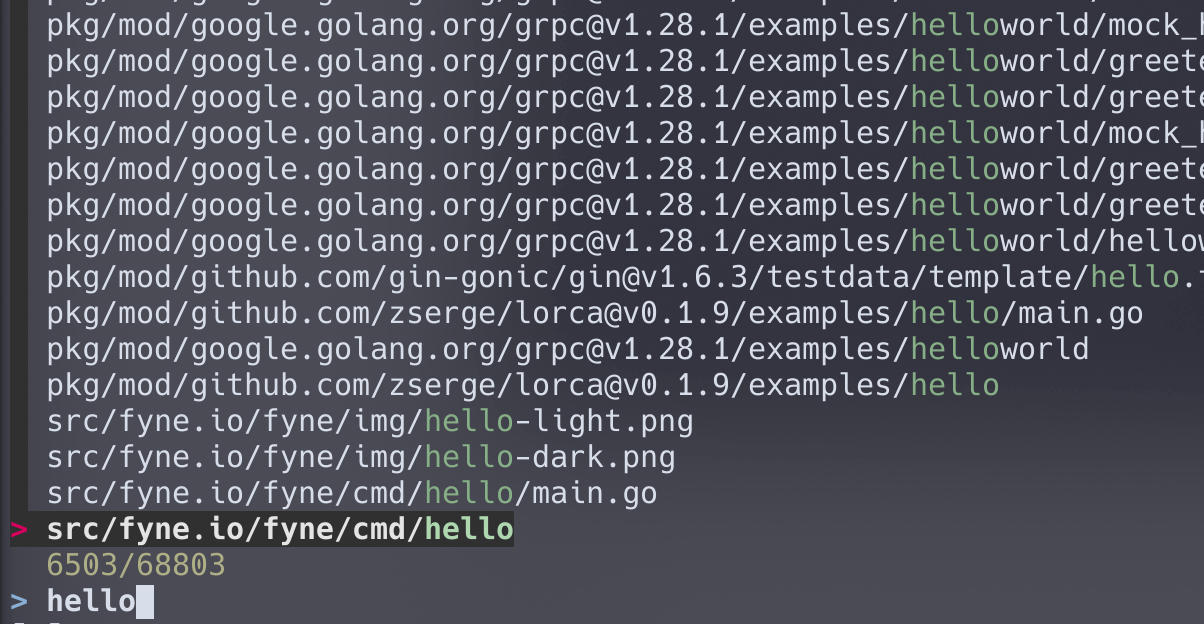 pkg/mod/google.golang.org/grpc@v1.28.1/examples/helloworld/mock_
pkg/mod/google.golang.org/grpc@v1.28.1/examples/helloworld/greete
pkg/mod/google.golang.org/grpc@v1.28.1/examples/helloworld/greete
pkg/mod/google.golang.org/grpc@v1.28.1/examples/helloworld/mock_
pkg/mod/google.golang.org/grpc@v1.28.1/examples/helloworld/greete
pkg/mod/google.golang.org/grpc@v1.28.1/examples/helloworld/greete
pkg/mod/google.golang.org/grpc@v1.28.1/examples/helloworld/hellow
pkg/mod/github.com/gin-gonic/gin@v1.6.3/testdata/template/hello.
pkg/mod/github.com/zserge/lorca@v0.1.9/examples/hello/main.go
pkg/mod/google.golang.org/grpc@v1.28.1/examples/helloworld
pkg/mod/github.com/zserge/lorca@v0.1.9/examples/hello
src/fyne.io/fyne/img/hello-light.png
src/fyne.io/fyne/img/hello-dark.png
src/fyne.io/fyne/cmd/hello/main.go
> src/fyne.io/fyne/cmd/hello
6503/68803
> hello